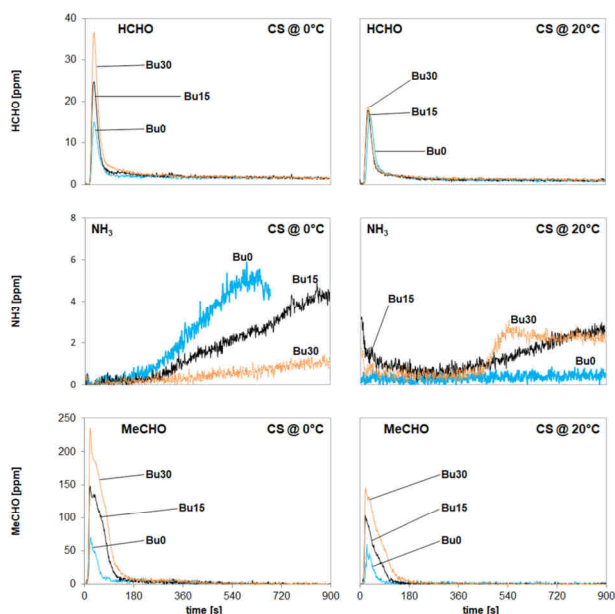 HCHO CS @ 0°C
HCHO CS @ 20°C
HCHO [ppm]
40
30
20
10
0
Bu30
Bu15
Bu0
Bu30
Bu15
Bu0
NH3 CS @ 0°C
NH3 CS @ 20°C
NH3 [ppm]
8
6
4
2
0
Bu0
Bu15
Bu30
Bu15
Bu30
Bu0
MeCHO CS @ 0°C
MeCHO CS @ 20°C
MeCHO [ppm]
250
200
150
100
50
0
Bu30
Bu15
Bu0
Bu30
Bu15
Bu0
0 180 360 540 720 900
time [s]
0 180 360 540 720 900
time [s]